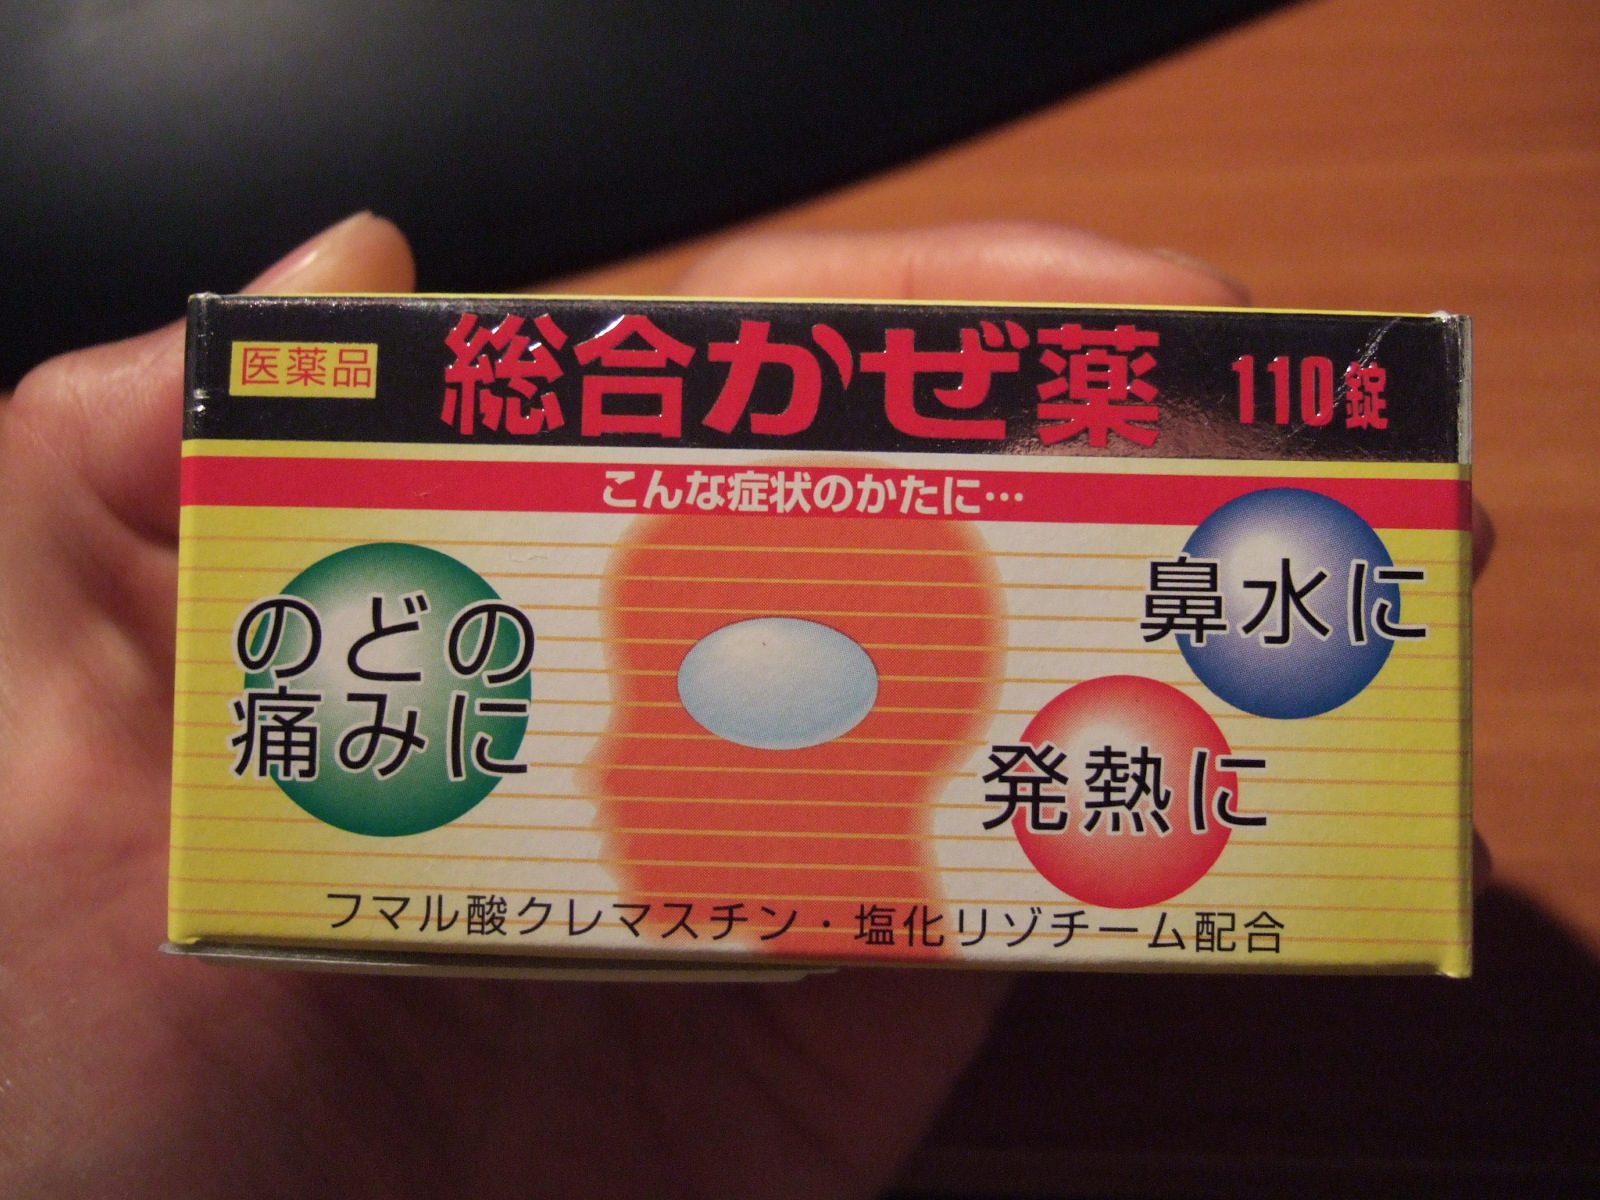 医薬品 総合かぜ薬 110錠
こんな症状のかたに…
鼻水に
のどの
痛みに
発熱に
フマル酸クレマスチン・塩化リゾチーム配合